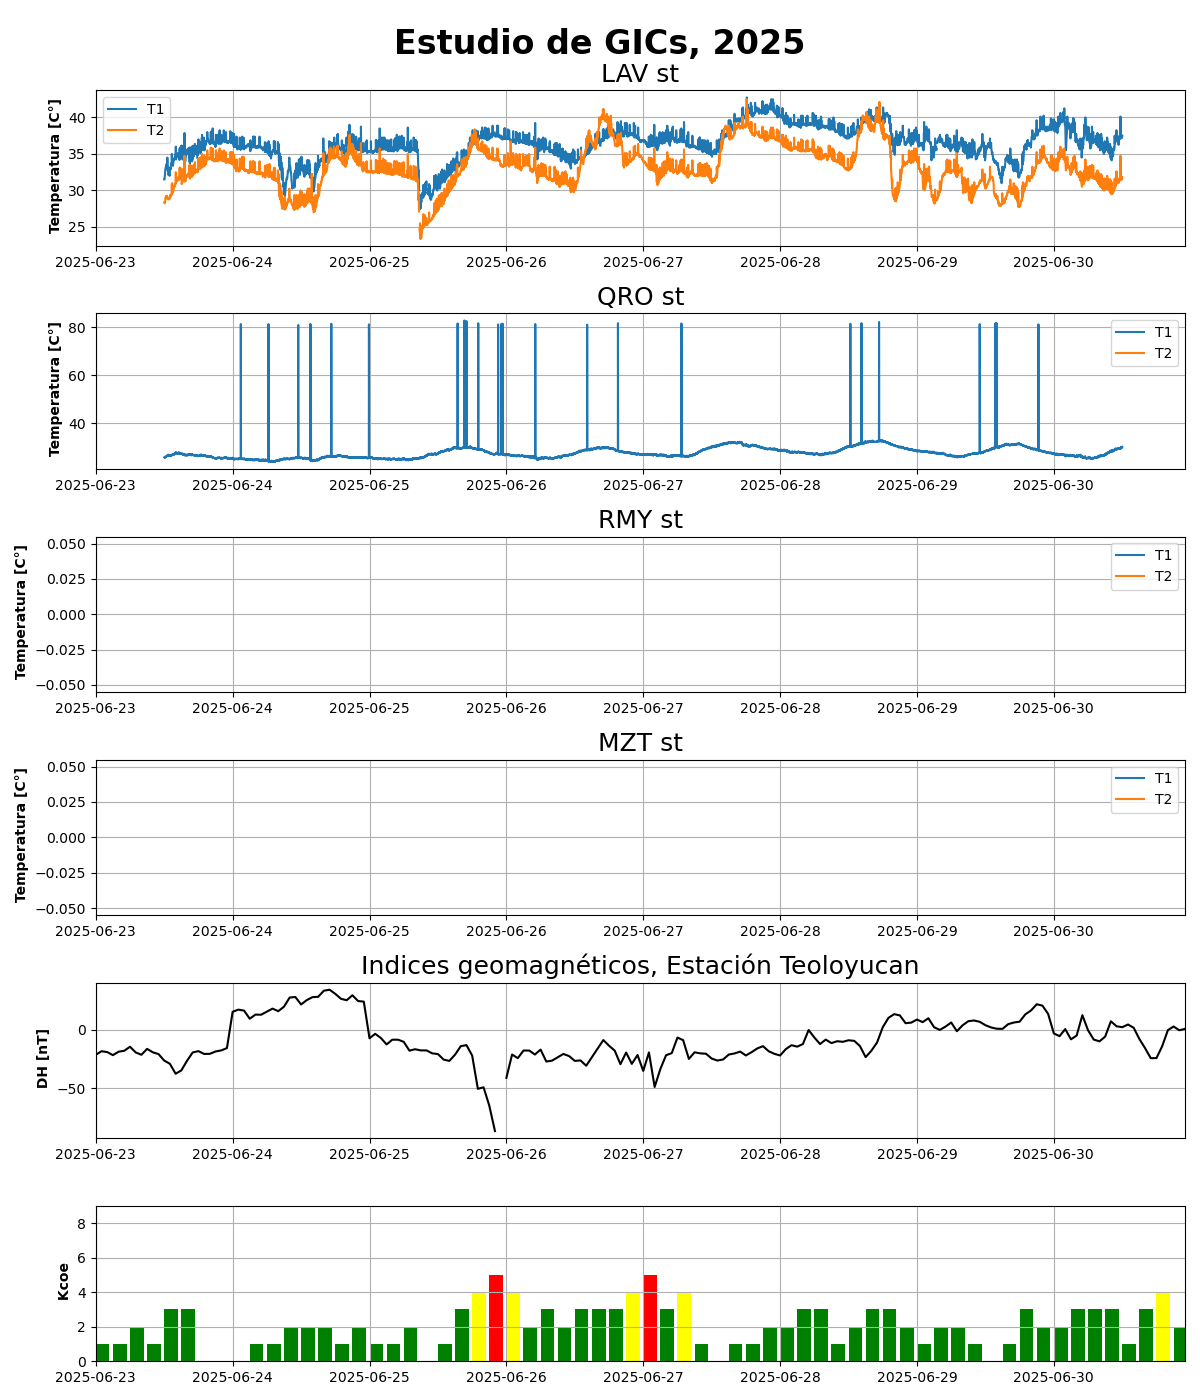 Estudio de GICs, 2025
LAV st
Temperatura [C°]
40
35
30
25
T1
T2
2025-06-23 2025-06-24 2025-06-25 2025-06-26 2025-06-27 2025-06-28 2025-06-29 2025-06-30
QRO st
Temperatura [C°]
80
60
40
T1
T2
2025-06-23 2025-06-24 2025-06-25 2025-06-26 2025-06-27 2025-06-28 2025-06-29 2025-06-30
RMY st
Temperatura [C°]
0.050
0.025
0.000
−0.025
−0.050
T1
T2
2025-06-23 2025-06-24 2025-06-25 2025-06-26 2025-06-27 2025-06-28 2025-06-29 2025-06-30
MZT st
Temperatura [C°]
0.050
0.025
0.000
−0.025
−0.050
T1
T2
2025-06-23 2025-06-24 2025-06-25 2025-06-26 2025-06-27 2025-06-28 2025-06-29 2025-06-30
Indices geomagnéticos, Estación Teoloyucan
DH [nT]
0
−50
2025-06-23 2025-06-24 2025-06-25 2025-06-26 2025-06-27 2025-06-28 2025-06-29 2025-06-30
Kcoe
8
6
4
2
0
2025-06-23 2025-06-24 2025-06-25 2025-06-26 2025-06-27 2025-06-28 2025-06-29 2025-06-30